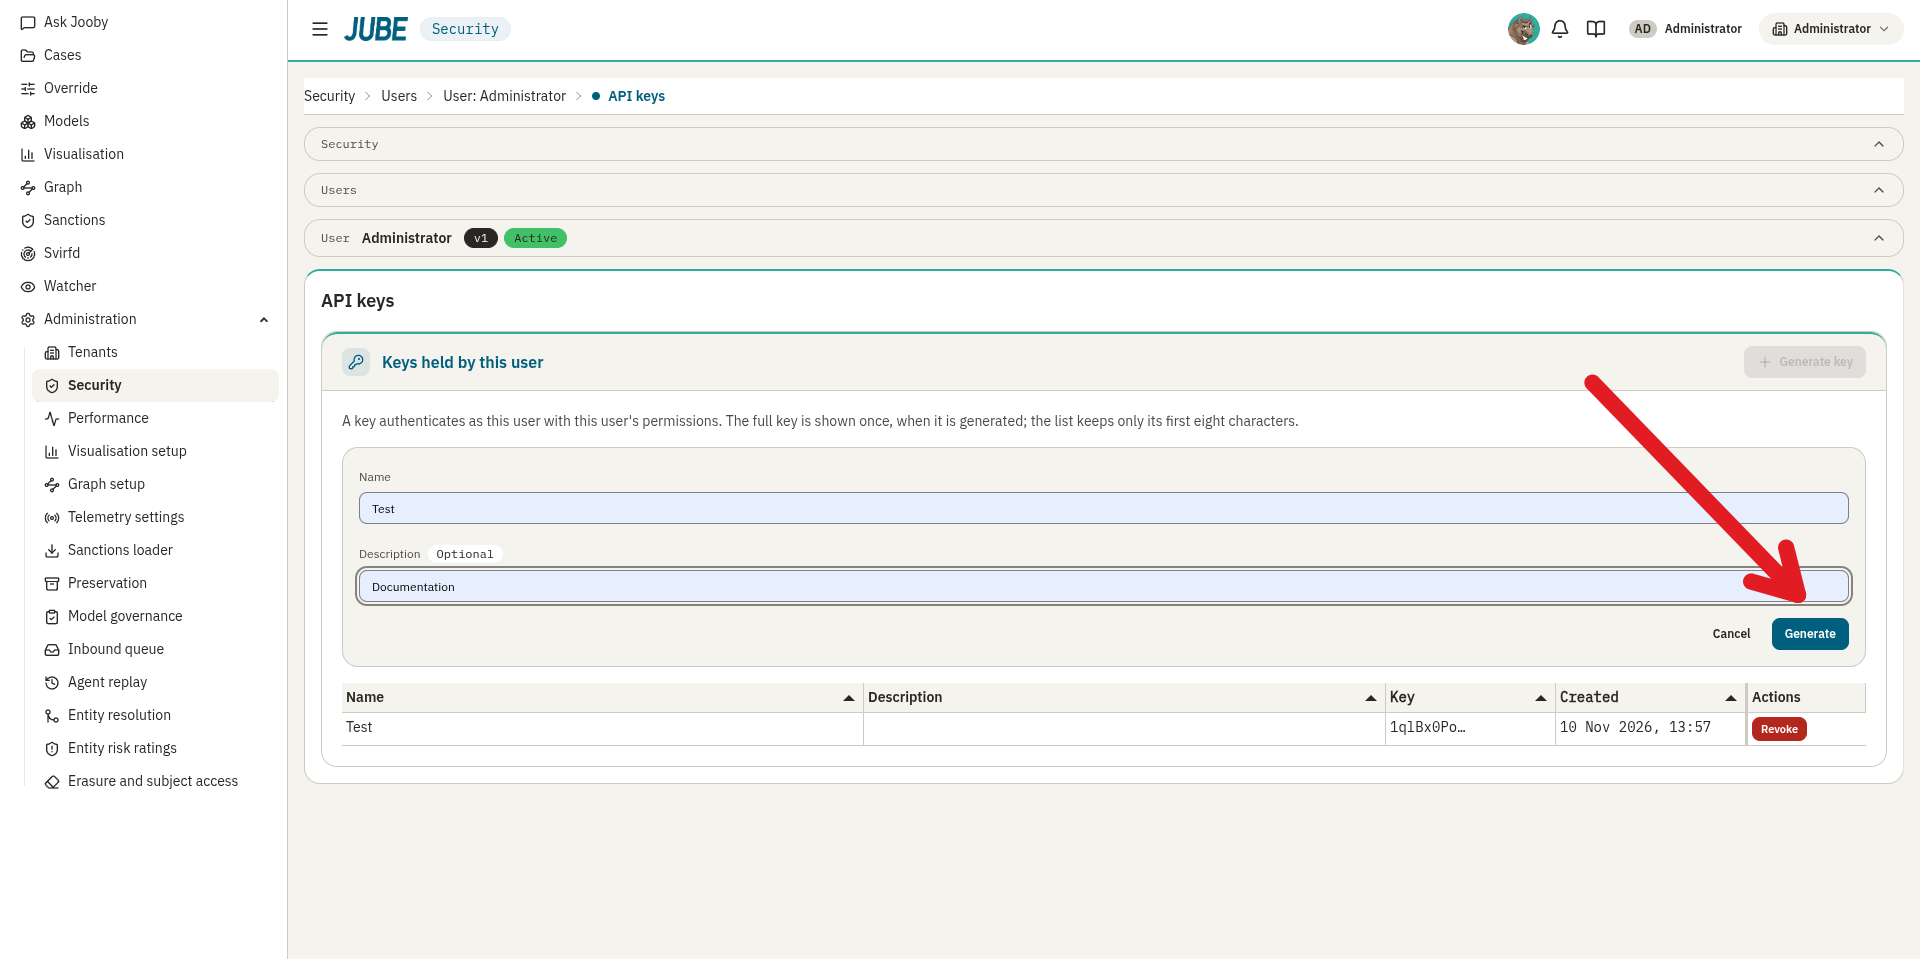 Ask Jooby
Cases
Override
Models
Visualisation
Graph
Sanctions
Svirfd
Watcher
Administration
Tenants
Security
Performance
Visualisation setup
Graph setup
Telemetry settings
Sanctions loader
Preservation
Model governance
Inbound queue
Agent replay
Entity resolution
Entity risk ratings
Erasure and subject access
JUBE Security
AD Administrator Administrator
Security > Users > User: Administrator > API keys
Security
Users
User Administrator v1 Active
API keys
Keys held by this user
+ Generate key
A key authenticates as this user with this user's permissions. The full key is shown once, when it is generated; the list keeps only its first eight characters.
Name
Test
Description Optional
Documentation
Cancel Generate
Name Description Key Created Actions
Test 1qlBx0Po… 10 Nov 2026, 13:57 Revoke